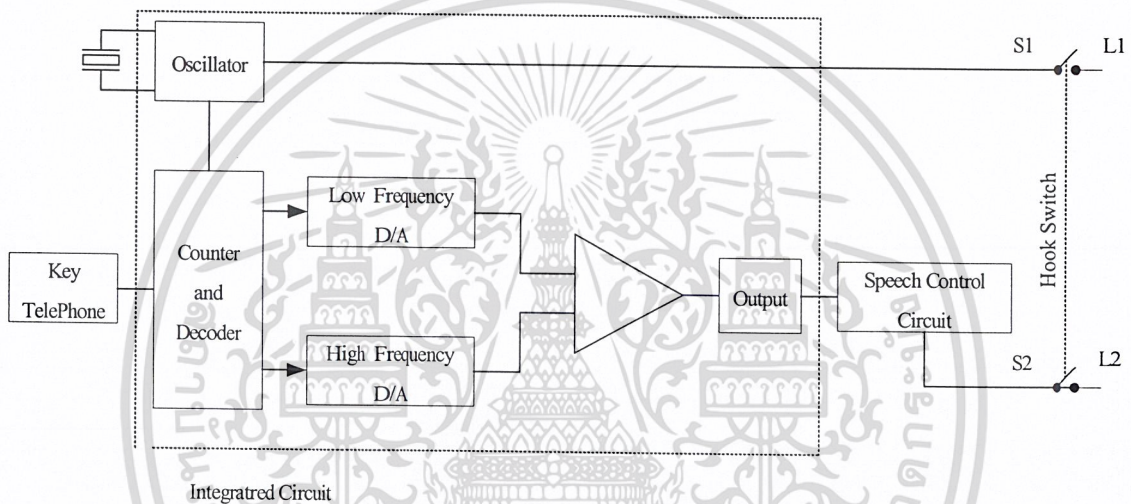 S1
L1
Oscillator
Low Frequency
D/A
Counter
and
Decoder
Key
TelePhone
High Frequency
D/A
Output
Speech Control
Circuit
Hook Switch
S2
L2
Integratred Circuit